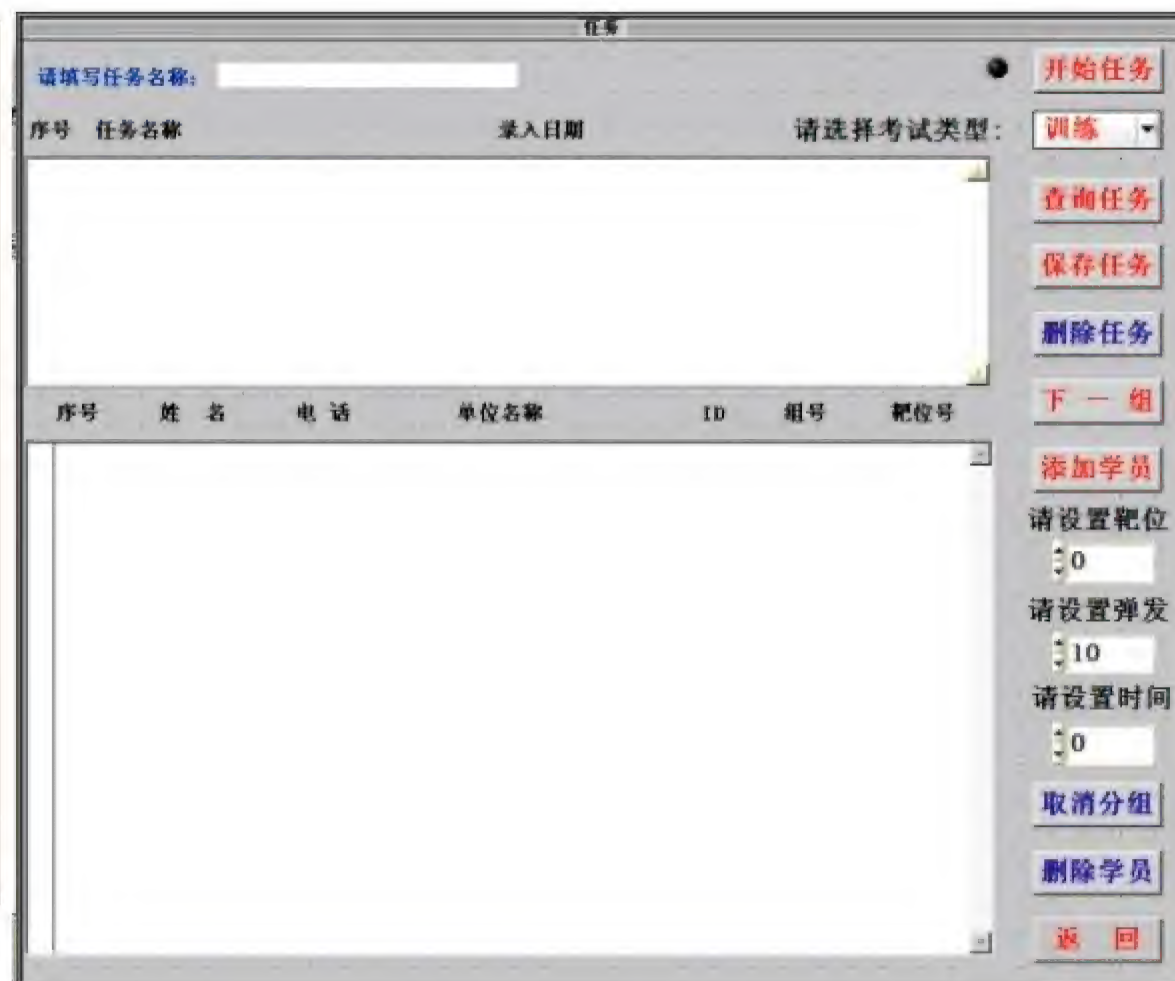 任务
请填写任务名称：
开始任务
序号 任务名称 录入日期 请选择考试类型：
训练
查询任务
保存任务
删除任务
序号 姓 名 电 话 单位名称 ID 组号 靶位号
下 一 组
添加学员
请设置靶位
0
请设置弹发
10
请设置时间
0
取消分组
删除学员
返 回